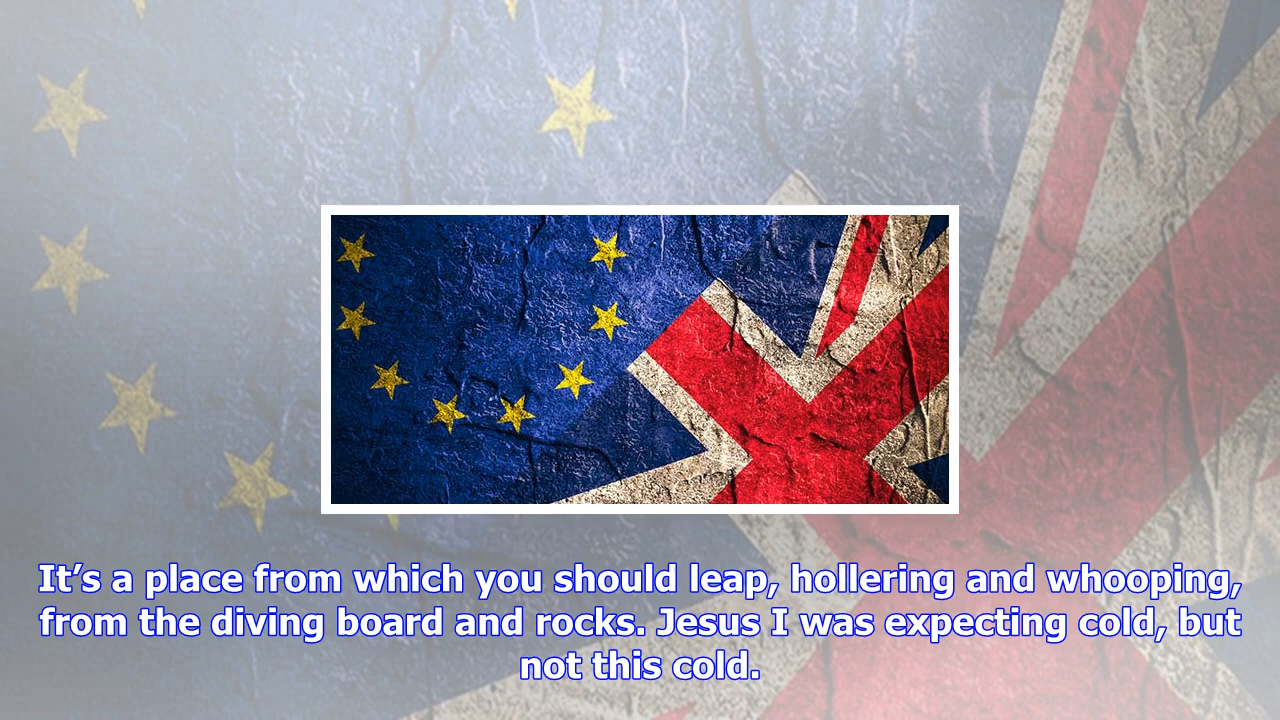 It’s a place from which you should leap, hollering and whooping,
from the diving board and rocks. Jesus I was expecting cold, but
not this cold.